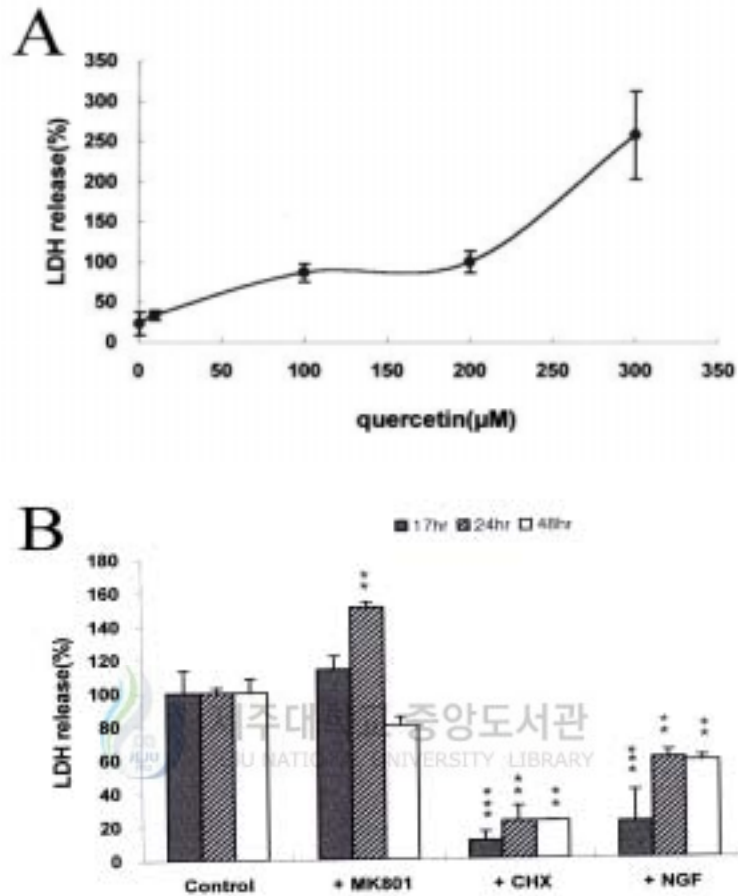 A
350
300
250
200
150
100
50
0
LDH release(%)
0 50 100 150 200 250 300 350
quercetin(μM)
B
17hr 24hr 48hr
180
160
140
120
100
80
60
40
20
0
LDH release(%)
**
*** *** **
*** ** **
중앙도서관
JEJU NATIONAL UNIVERSITY LIBRARY
Control + MK801 + CHX + NGF